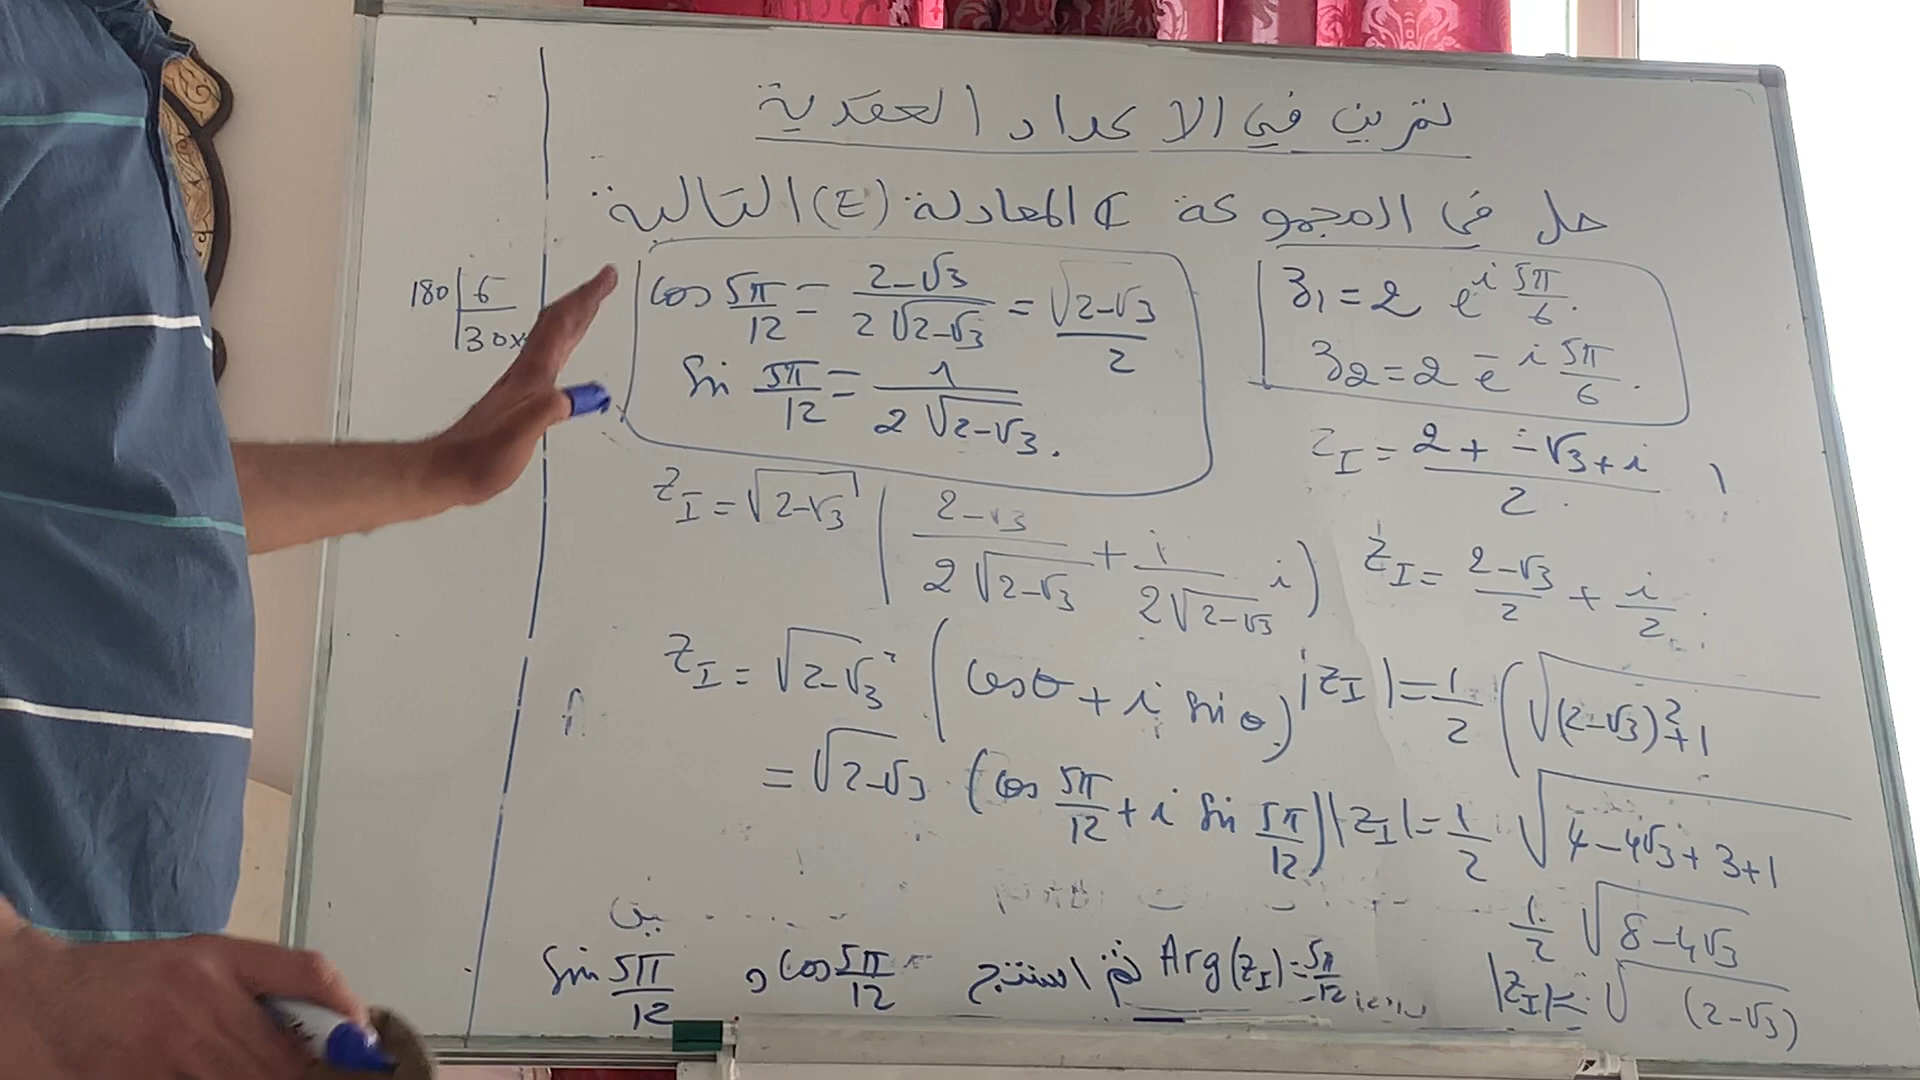 تمرين في الاعداد العقدية
حل في المجموعة ℂ المعادلة (E) التالية:
z₁ = 2 e^{i 5π/6}.
z₂ = 2 e^{-i 5π/6}.
cos 5π/12 = (2-√3)/(2√(2-√3)) = √(2-√3)/2
Sin 5π/12 = 1/(2√(2-√3)).
180 | 6
30×
z_I = (2 + -√3 + i)/2
z_I = (2-√3)/2 + i/2
|z_I| = 1/2 (√((2-√3)²+1)
|z_I| = 1/2 √(4-4√3+3+1)
1/2 √(8-4√3)
|z_I| = √(2-√3)
z_I = √(2-√3) ( (2-√3)/(2√(2-√3)) + i/(2√(2-√3)) i )
z_I = √(2-√3) ( cosθ + i sinθ )
= √(2-√3) ( cos 5π/12 + i Sin 5π/12 )
بين
Arg(z_I) = 5π/12 ثم استنتج cos 5π/12 و Sin 5π/12